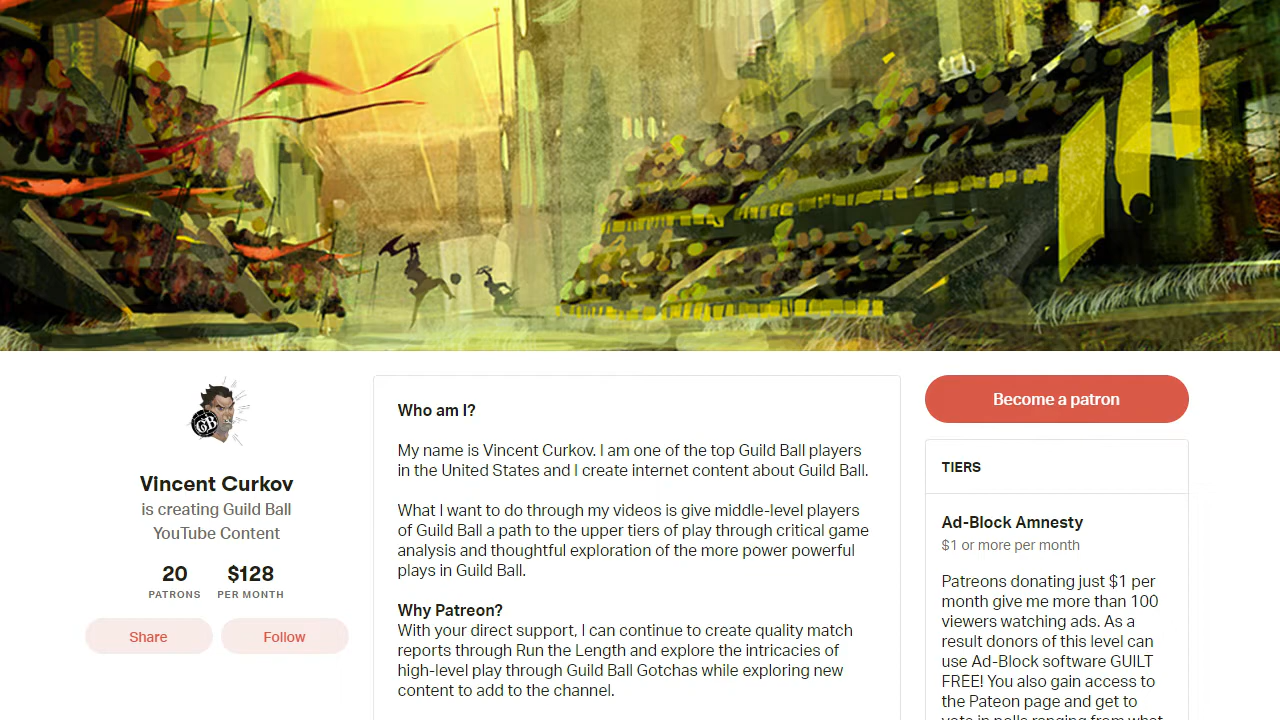 GB
Vincent Curkov
is creating Guild Ball
YouTube Content
20
PATRONS
$128
PER MONTH
Share
Follow
Who am I?
My name is Vincent Curkov. I am one of the top Guild Ball players
in the United States and I create internet content about Guild Ball.
What I want to do through my videos is give middle-level players
of Guild Ball a path to the upper tiers of play through critical game
analysis and thoughtful exploration of the more power powerful
plays in Guild Ball.
Why Patreon?
With your direct support, I can continue to create quality match
reports through Run the Length and explore the intricacies of
high-level play through Guild Ball Gotchas while exploring new
content to add to the channel.
Become a patron
TIERS
Ad-Block Amnesty
$1 or more per month
Patreons donating just $1 per
month give me more than 100
viewers watching ads. As a
result donors of this level can
use Ad-Block software GUILT
FREE! You also gain access to
the Pateon page and get to
vote in polls ranging from what